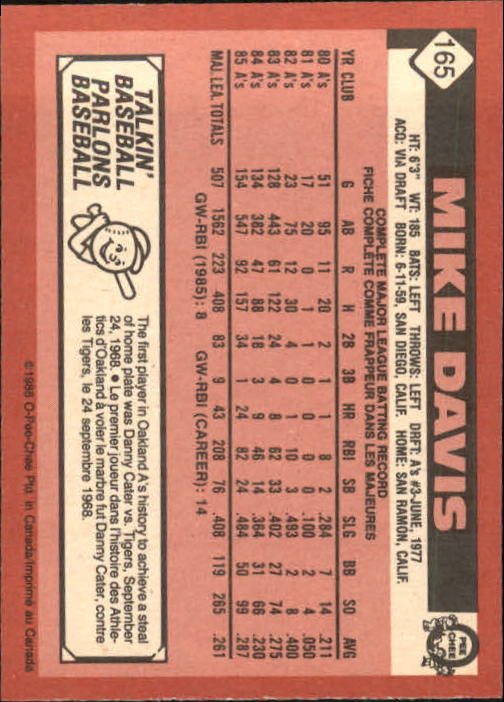 165
MIKE DAVIS
O PEE CHEE
HT: 6'3" WT: 185 BATS: LEFT THROWS: LEFT DRFT: A's #3-JUNE, 1977
ACQ: VIA DRAFT BORN: 6-11-59, SAN DIEGO, CALIF. HOME: SAN RAMON, CALIF.
COMPLETE MAJOR LEAGUE BATTING RECORD
FICHE COMPLÈTE COMME FRAPPEUR DANS LES MAJEURES
YR CLUB G AB R H 2B 3B HR RBI SB SLG BB SO AVG
80 A's 51 95 11 20 2 1 1 8 2 .284 7 14 .211
81 A's 17 20 0 1 1 0 0 0 0 .100 2 4 .050
82 A's 23 75 12 30 4 0 1 10 3 .493 2 8 .400
83 A's 128 443 61 122 24 4 8 62 33 .402 27 74 .275
84 A's 134 382 47 88 18 3 9 46 14 .364 31 66 .230
85 A's 154 547 92 157 34 1 24 82 24 .484 50 99 .287
MAJ. LEA. TOTALS 507 1562 223 408 83 9 43 208 76 .408 119 265 .261
GW-RBI (1985): 8 GW-RBI (CAREER): 14
TALKIN'
BASEBALL
PARLONS
BASEBALL
The first player in Oakland A's history to achieve a steal
of home plate was Danny Cater vs. Tigers, September
24, 1968. • Le premier joueur dans l'histoire des Athle-
tics d'Oakland à voler le marbre fut Danny Cater, contre
les Tigers, le 24 septembre 1968.
©1986 O-Pee-Chee Ptd. in Canada/Imprimé au Canada